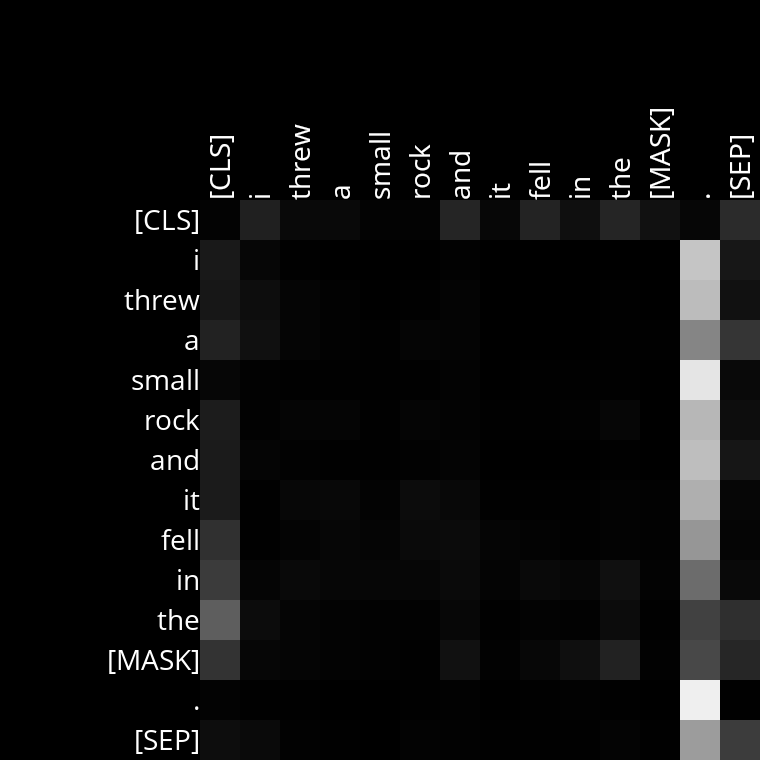 [CLS] i threw a small rock and it fell in the [MASK] . [SEP]
[CLS]
i
threw
a
small
rock
and
it
fell
in
the
[MASK]
.
[SEP]